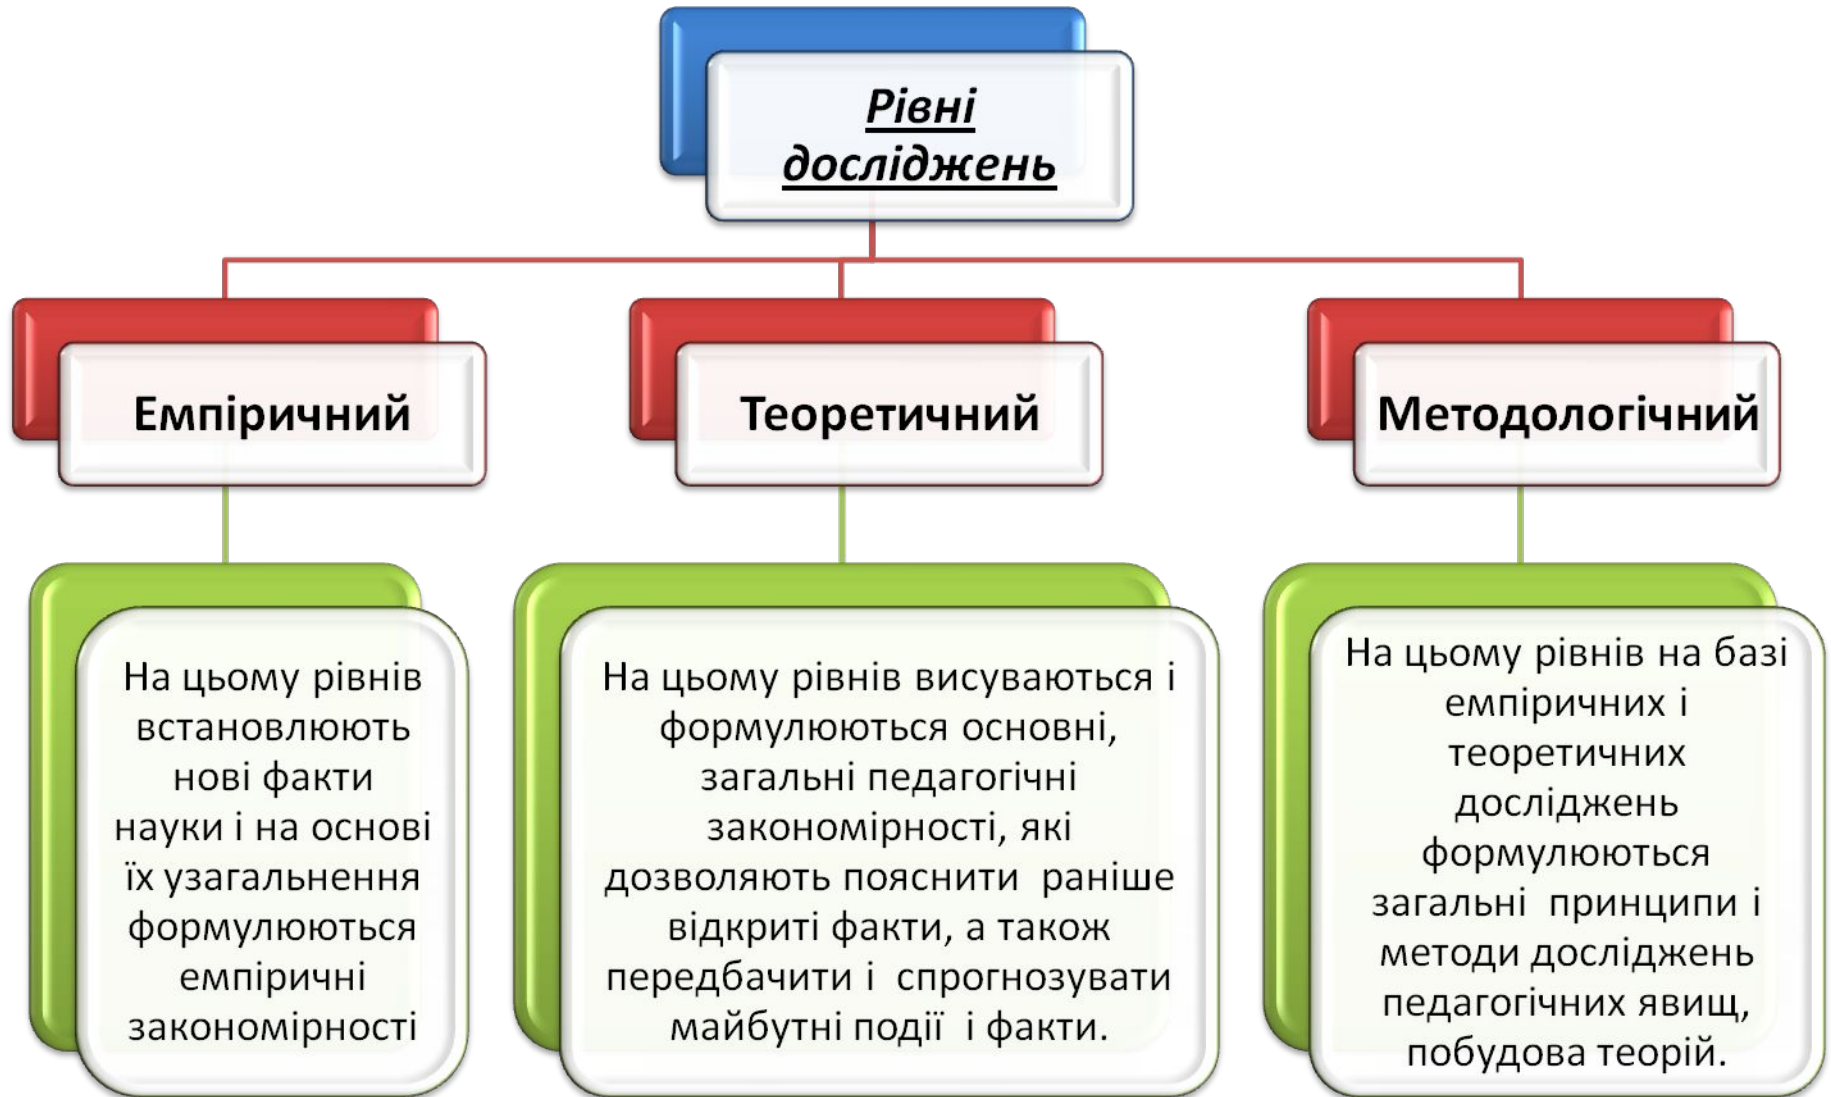 Рівні
досліджень
Емпіричний
Теоретичний
Методологічний
На цьому рівнів
встановлюють
нові факти
науки і на основі
їх узагальнення
формулюються
емпіричні
закономірності
На цьому рівнів висуваються і
формулюються основні,
загальні педагогічні
закономірності, які
дозволяють пояснити  раніше
відкриті факти, а також
передбачити і  спрогнозувати
майбутні події  і факти.
На цьому рівнів на базі
емпіричних і
теоретичних
досліджень
формулюються
загальні  принципи і
методи досліджень
педагогічних явищ,
побудова теорій.